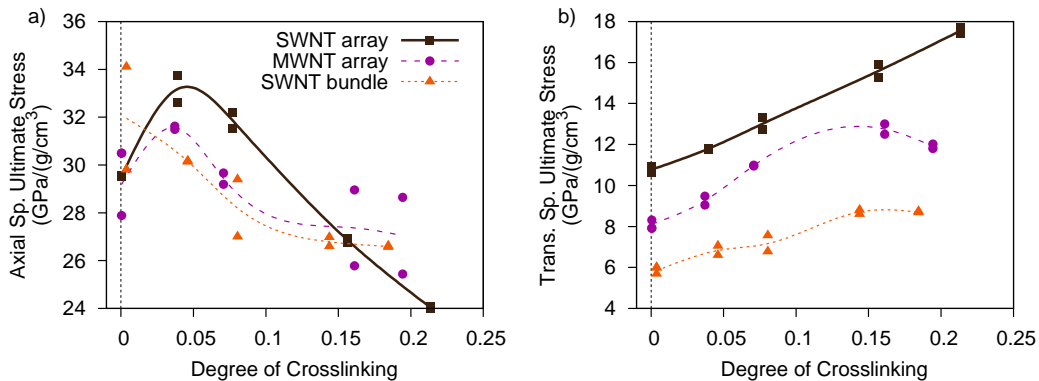 a)
Axial Sp. Ultimate Stress
(GPa/(g/cm³)
36
34
32
30
28
26
24
SWNT array
MWNT array
SWNT bundle
0 0.05 0.10 0.15 0.20 0.25
Degree of Crosslinking
b)
Trans. Sp. Ultimate Stress
(GPa/(g/cm³)
18
16
14
12
10
8
6
4
0 0.05 0.1 0.15 0.2 0.25
Degree of Crosslinking